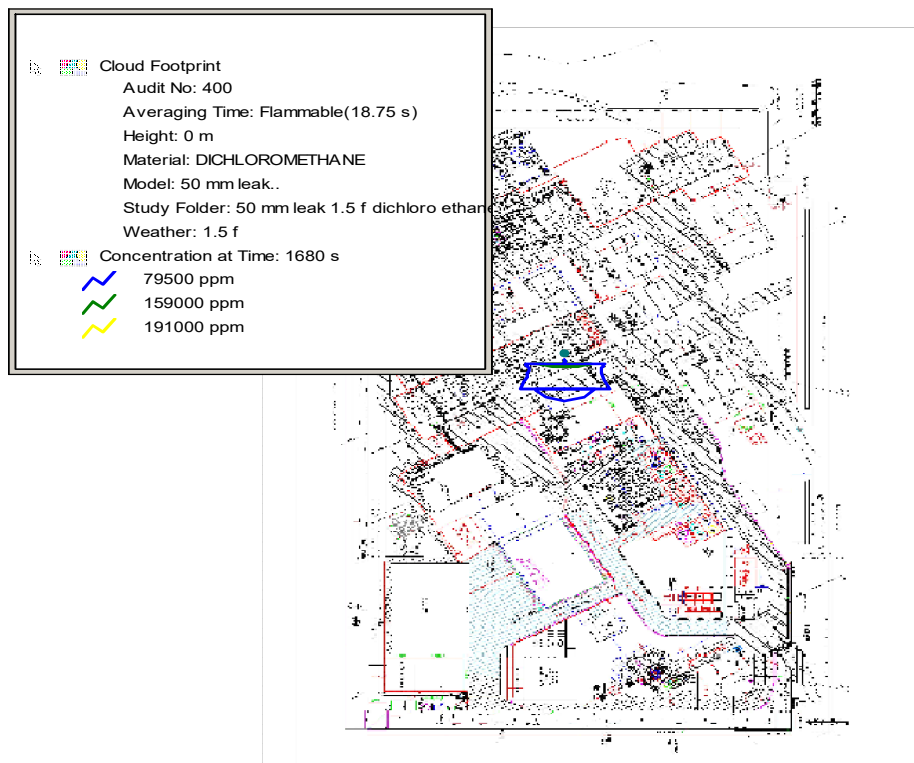 Cloud Footprint
Audit No: 400
Averaging Time: Flammable(18.75 s)
Height: 0 m
Material: DICHLOROMETHANE
Model: 50 mm leak..
Study Folder: 50 mm leak 1.5 f dichloro ethane
Weather: 1.5 f
Concentration at Time: 1680 s
79500 ppm
159000 ppm
191000 ppm